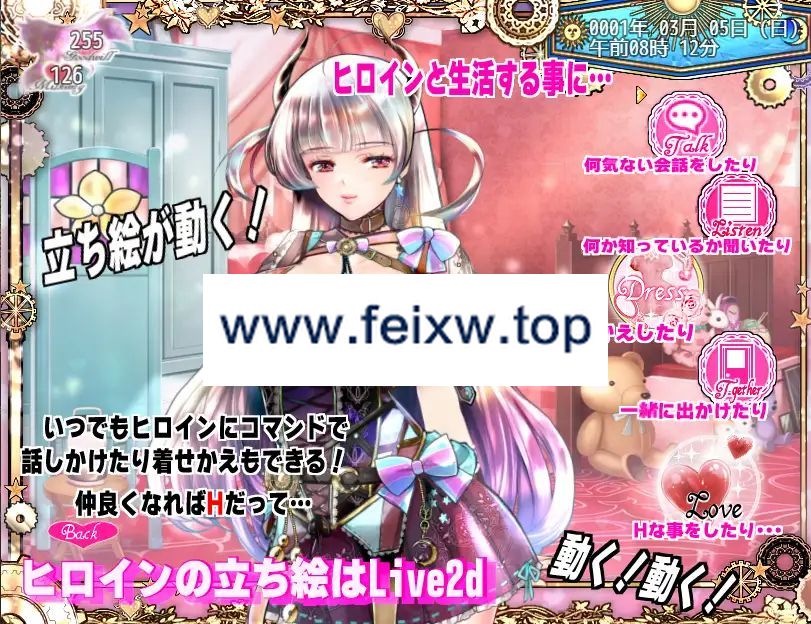 255
Goodwill
126
0001年 03月 05日 (日)
午前08時 12分
ヒロインと生活する事に…
Talk
何気ない会話をしたり
Listen
何か知っているか聞いたり
立ち絵が動く!
Dress
かえしたり
www.feixw.top
T-gether
一緒に出かけたり
いつでもヒロインにコマンドで
話しかけたり着せかえもできる!
仲良くなればHだって…
Love
Hな事をしたり・・・
Back
ヒロインの立ち絵はLive2d
動く!動く!